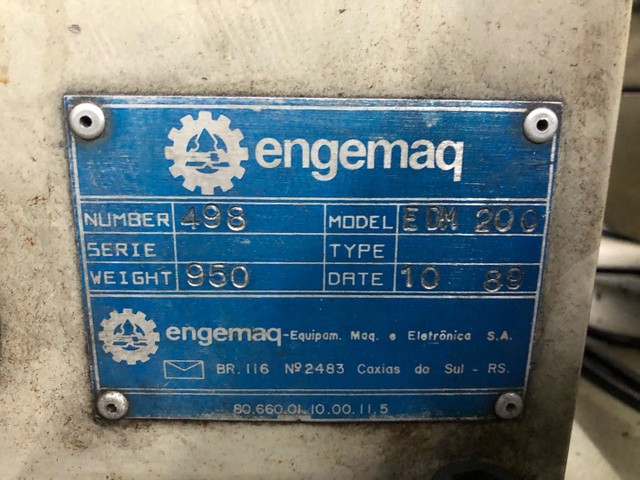 engemaq
NUMBER 498 MODEL EDM 200
SERIE TYPE
WEIGHT 950 DATE 10 89
engemaq-Equipam. Maq. e Eletrônica S.A.
BR.116 Nº2483 Caxias do Sul - RS.
80.660.01.10.00.11.5